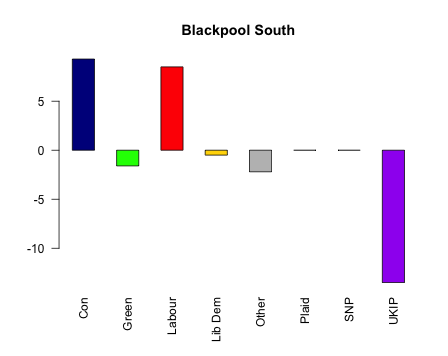 Blackpool South
5
0
-5
-10
Con
Green
Labour
Lib Dem
Other
Plaid
SNP
UKIP